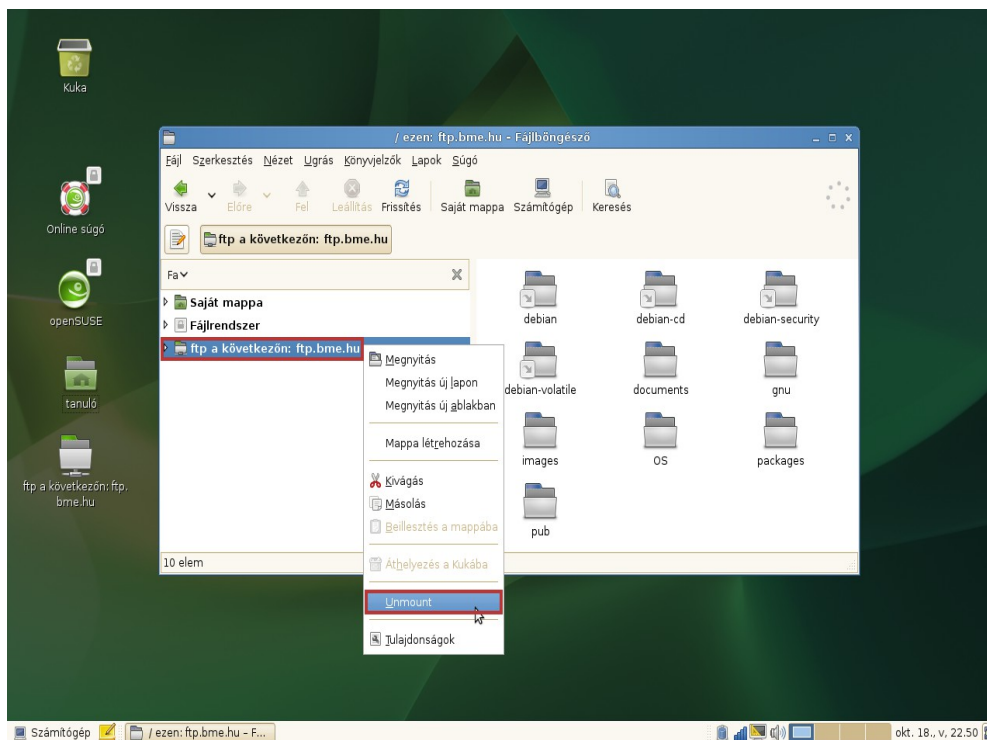 Kuka
Online súgó
openSUSE
tanuló
ftp a következőn: ftp.
bme.hu
/ ezen: ftp.bme.hu - Fájlböngésző
Fájl Szerkesztés Nézet Ugrás Könyvjelzők Lapok Súgó
Vissza Előre Fel Leállítás Frissítés Saját mappa Számítógép Keresés
ftp a következőn: ftp.bme.hu
Fa
Saját mappa
Fájlrendszer
ftp a következőn: ftp.bme.hu
Megnyitás
Megnyitás új lapon
Megnyitás új ablakban
Mappa létrehozása
Kivágás
Másolás
Beillesztés a mappába
Áthelyezés a Kukába
Unmount
Tulajdonságok
debian debian-cd debian-security
debian-volatile documents gnu
images OS packages
pub
10 elem
Számítógép / ezen: ftp.bme.hu - F... okt. 18., v, 22.50